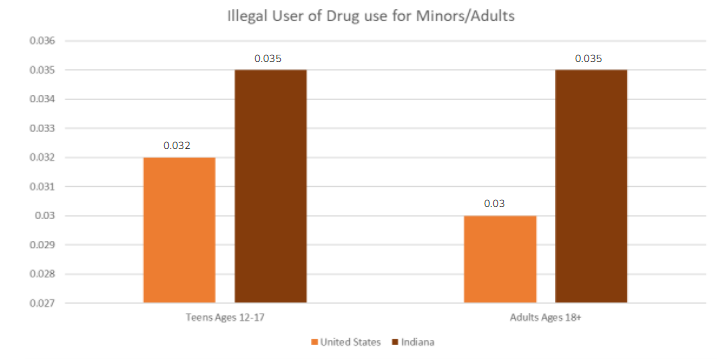 Illegal User of Drug use for Minors/Adults
0.036
0.035
0.034
0.033
0.032
0.031
0.03
0.029
0.028
0.027
0.032
0.035
0.03
0.035
Teens Ages 12-17
Adults Ages 18+
United States
Indiana